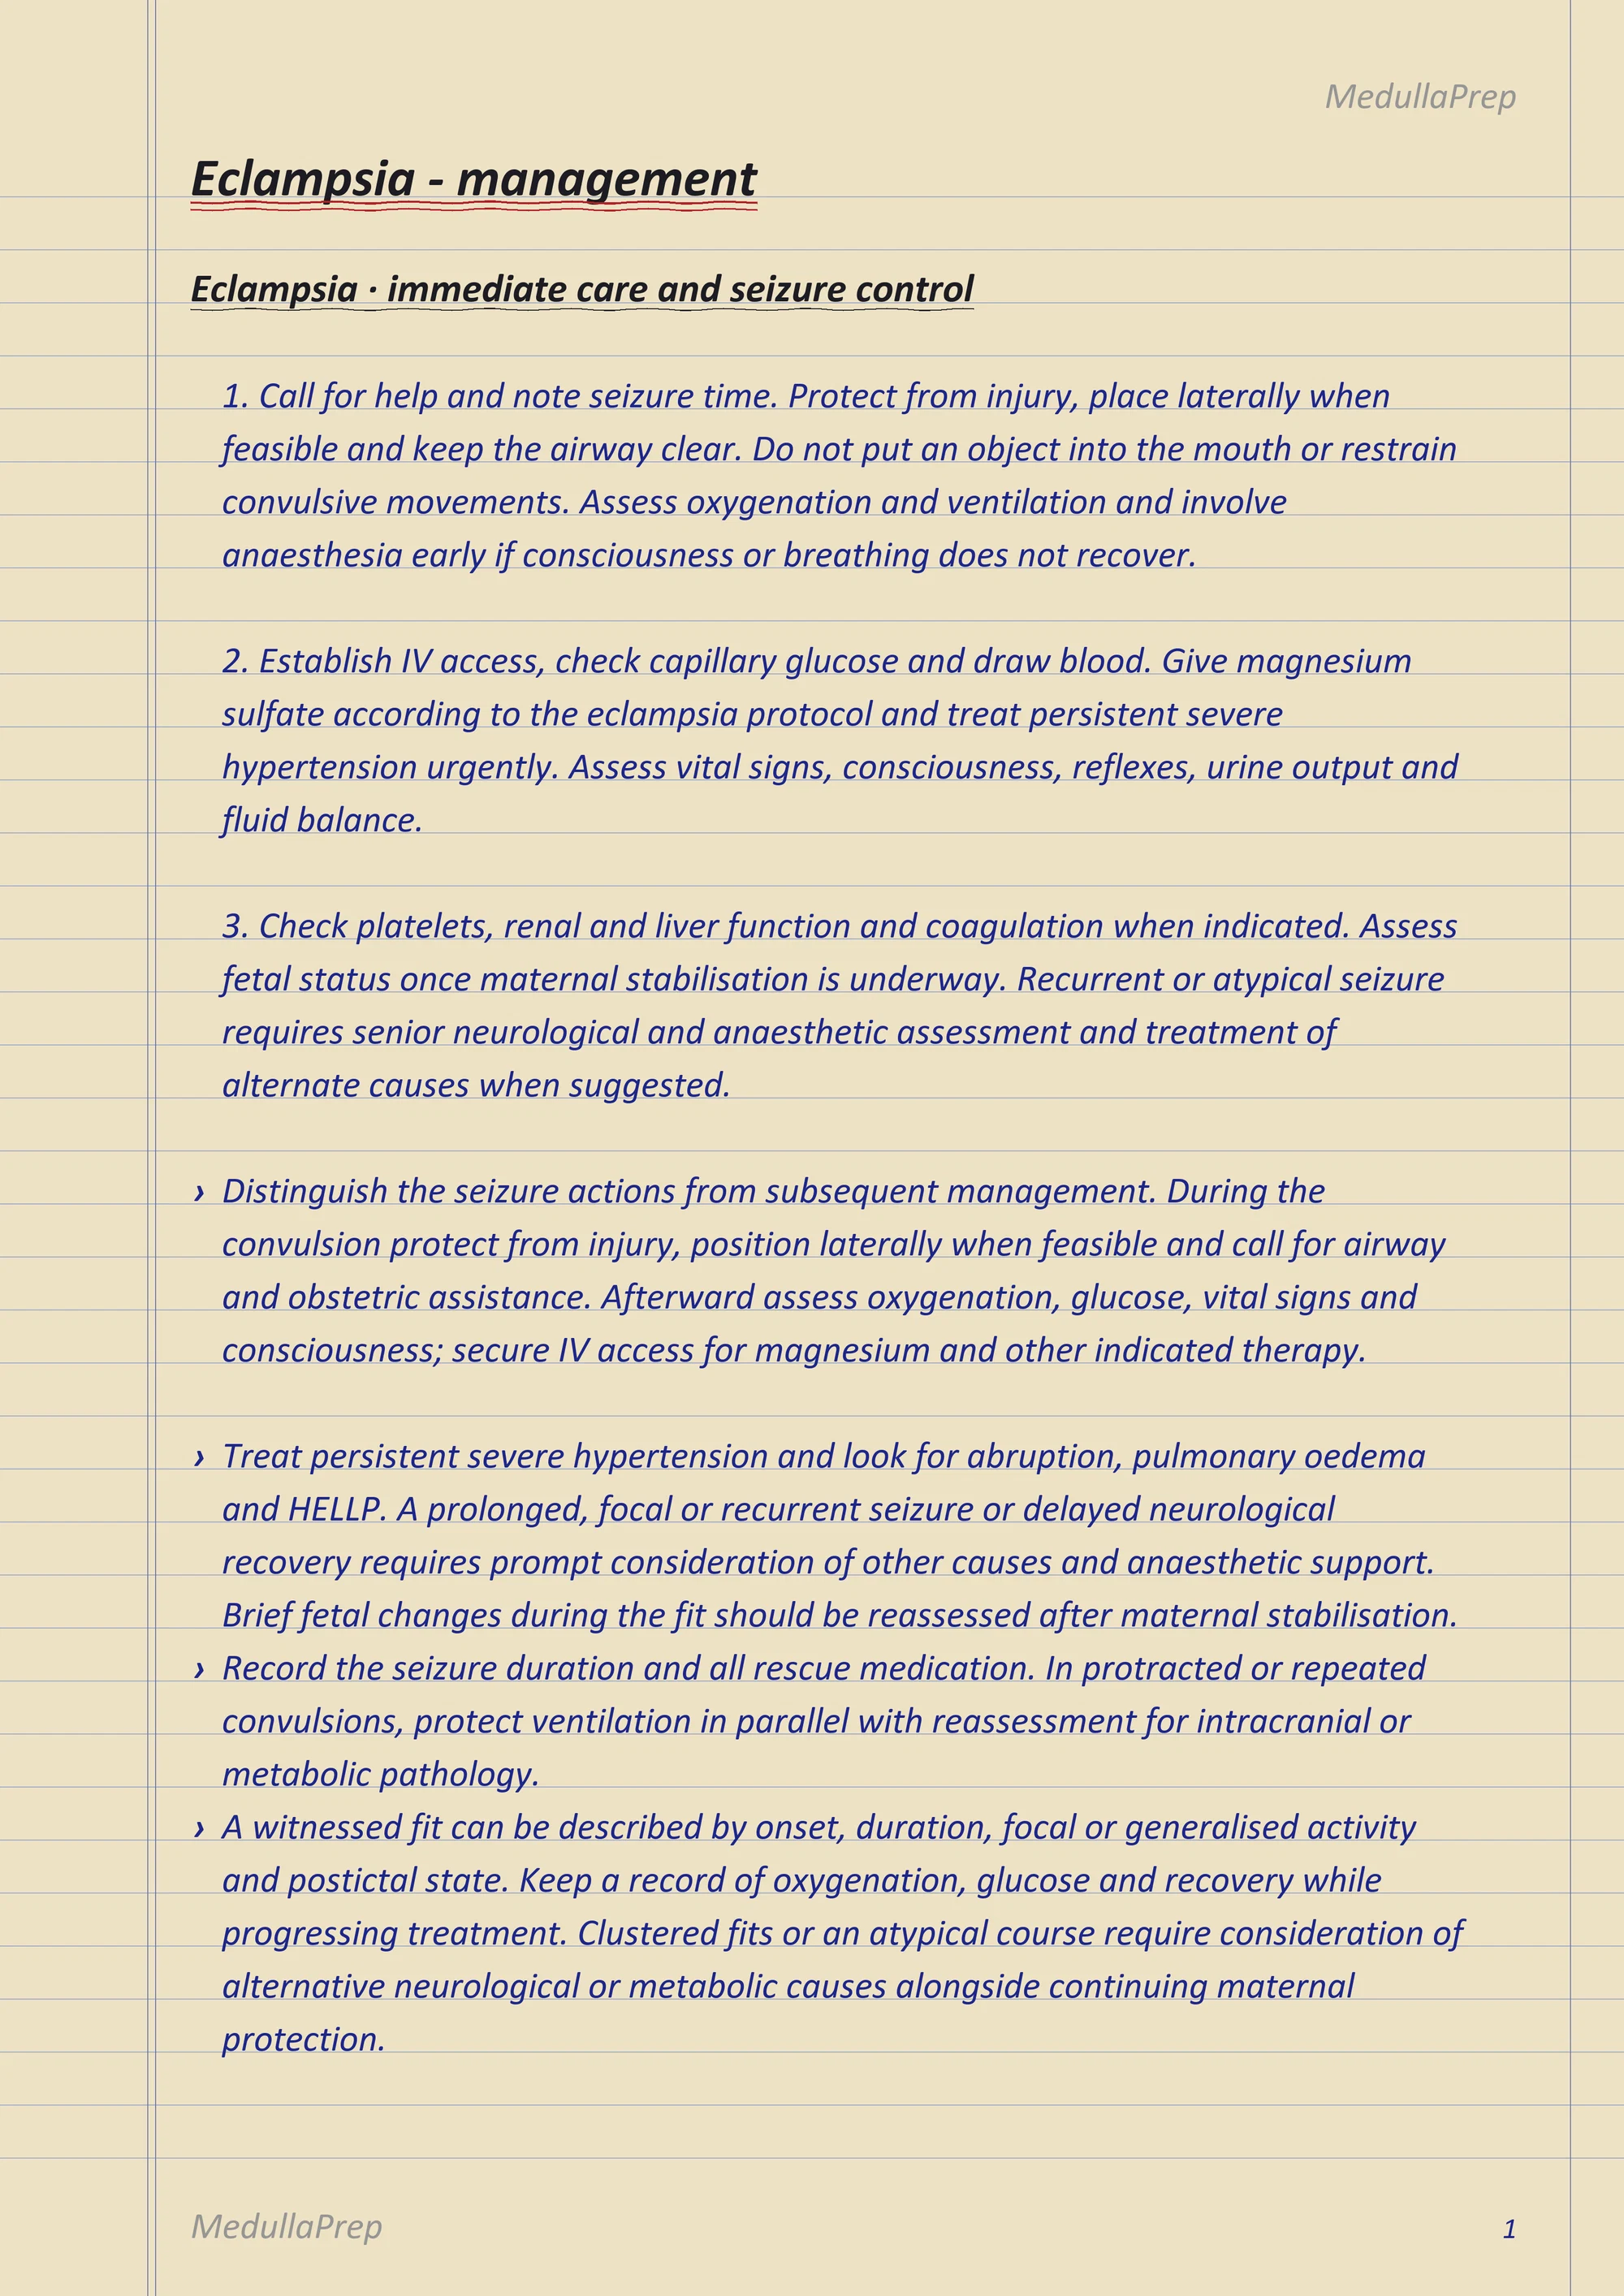 MedullaPrep
Eclampsia - management
Eclampsia · immediate care and seizure control
1. Call for help and note seizure time. Protect from injury, place laterally when
feasible and keep the airway clear. Do not put an object into the mouth or restrain
convulsive movements. Assess oxygenation and ventilation and involve
anaesthesia early if consciousness or breathing does not recover.
2. Establish IV access, check capillary glucose and draw blood. Give magnesium
sulfate according to the eclampsia protocol and treat persistent severe
hypertension urgently. Assess vital signs, consciousness, reflexes, urine output and
fluid balance.
3. Check platelets, renal and liver function and coagulation when indicated. Assess
fetal status once maternal stabilisation is underway. Recurrent or atypical seizure
requires senior neurological and anaesthetic assessment and treatment of
alternate causes when suggested.
› Distinguish the seizure actions from subsequent management. During the
convulsion protect from injury, position laterally when feasible and call for airway
and obstetric assistance. Afterward assess oxygenation, glucose, vital signs and
consciousness; secure IV access for magnesium and other indicated therapy.
› Treat persistent severe hypertension and look for abruption, pulmonary oedema
and HELLP. A prolonged, focal or recurrent seizure or delayed neurological
recovery requires prompt consideration of other causes and anaesthetic support.
Brief fetal changes during the fit should be reassessed after maternal stabilisation.
› Record the seizure duration and all rescue medication. In protracted or repeated
convulsions, protect ventilation in parallel with reassessment for intracranial or
metabolic pathology.
› A witnessed fit can be described by onset, duration, focal or generalised activity
and postictal state. Keep a record of oxygenation, glucose and recovery while
progressing treatment. Clustered fits or an atypical course require consideration of
alternative neurological or metabolic causes alongside continuing maternal
protection.
MedullaPrep
1